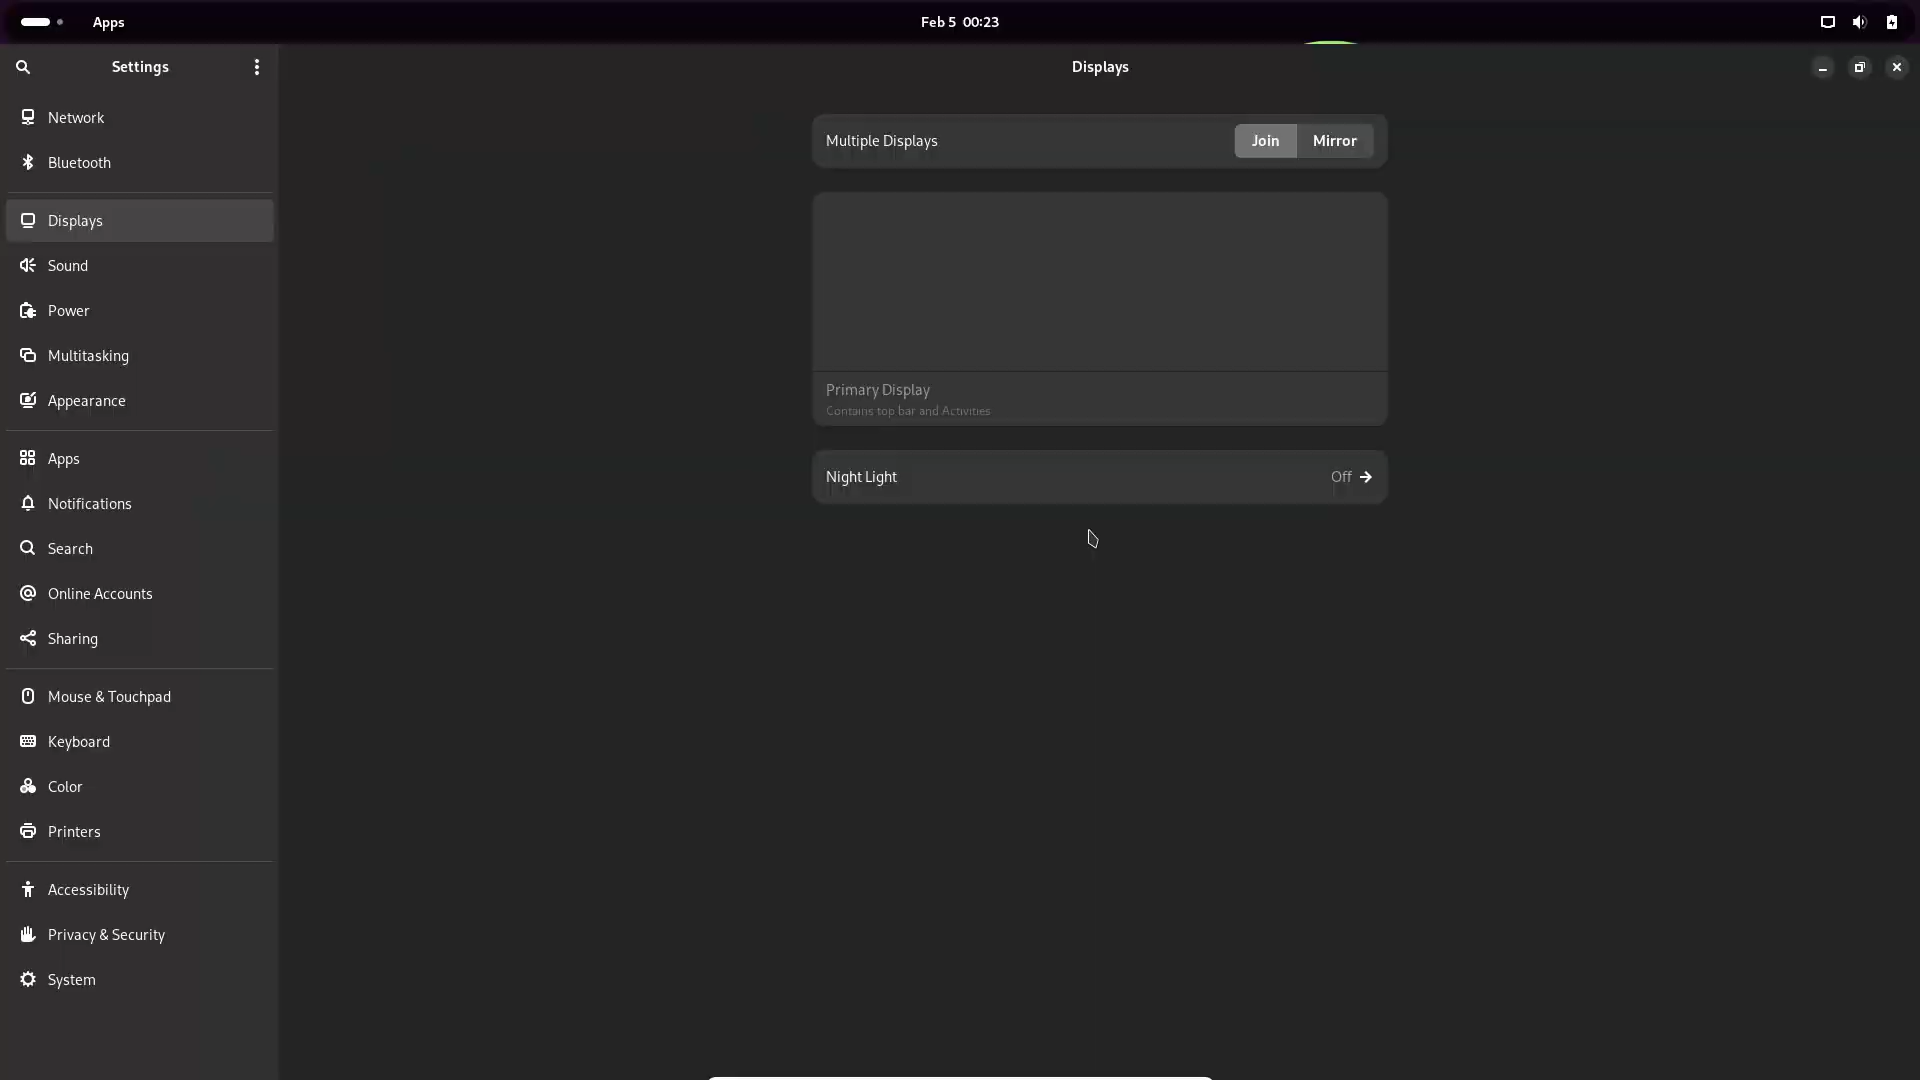 Apps
Feb 5 00:23
Settings
Displays
Network
Bluetooth
Displays
Sound
Power
Multitasking
Appearance
Apps
Notifications
Search
Online Accounts
Sharing
Mouse & Touchpad
Keyboard
Color
Printers
Accessibility
Privacy & Security
System
Multiple Displays
Join
Mirror
Primary Display
Contains top bar and Activities
Night Light
Off